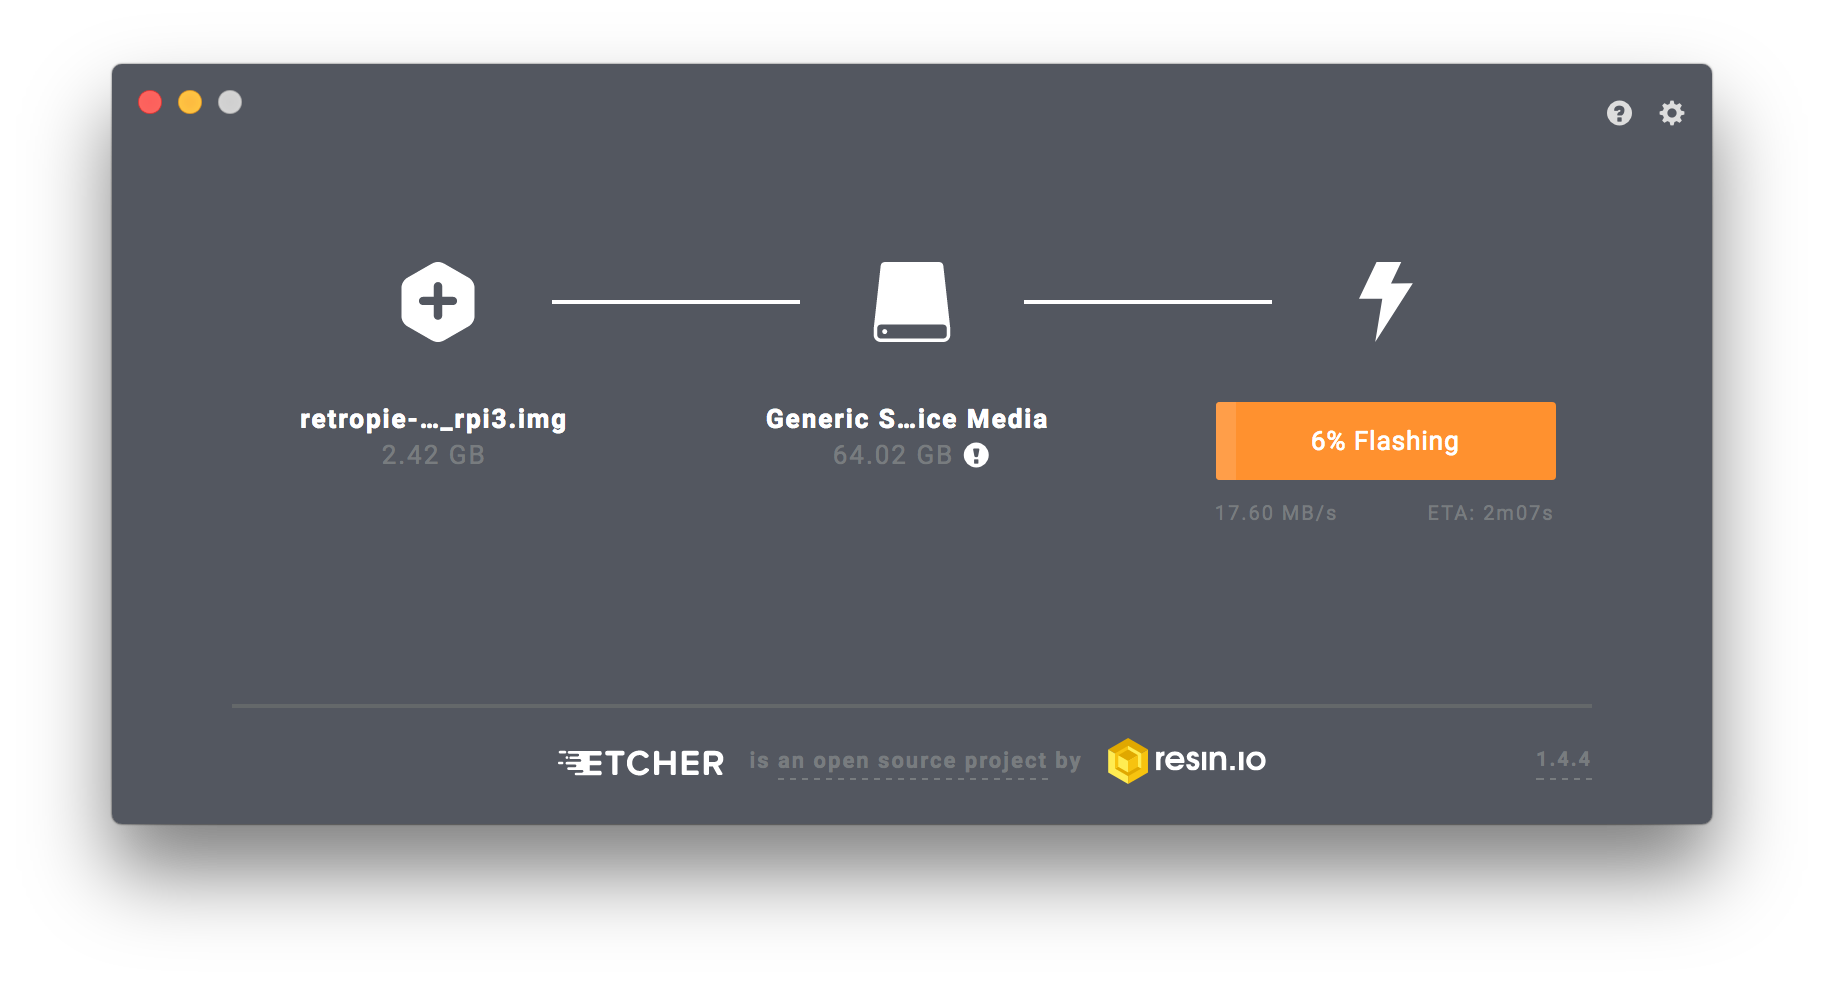 retropie-..._rpi3.img
2.42 GB
Generic S...ice Media
64.02 GB
6% Flashing
17.60 MB/s
ETA: 2m07s
ETCHER is an open source project by resin.io
1.4.4